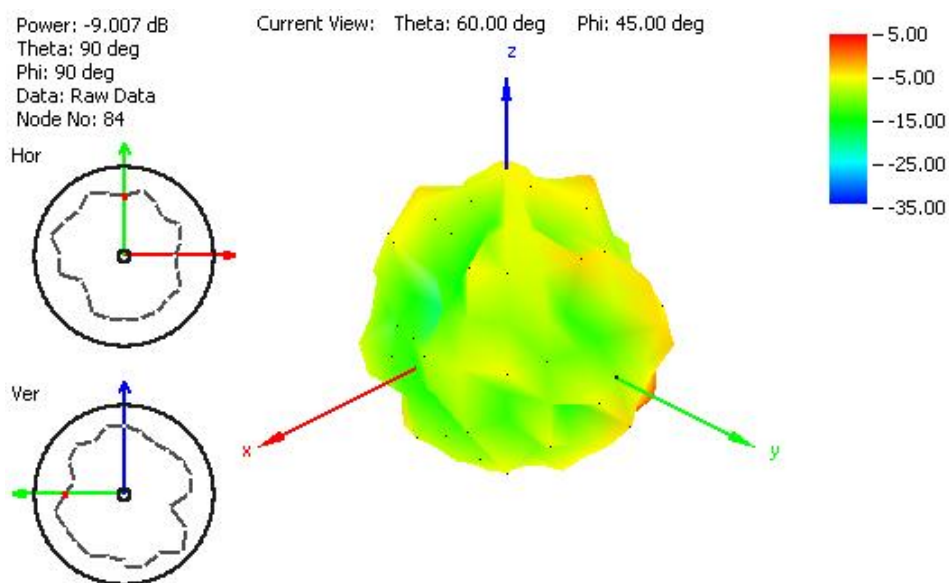 Power: -9.007 dB
Theta: 90 deg
Phi: 90 deg
Data: Raw Data
Node No: 84
Current View: Theta: 60.00 deg Phi: 45.00 deg
Hor
Ver
z
x
y
5.00
-5.00
-15.00
-25.00
-35.00